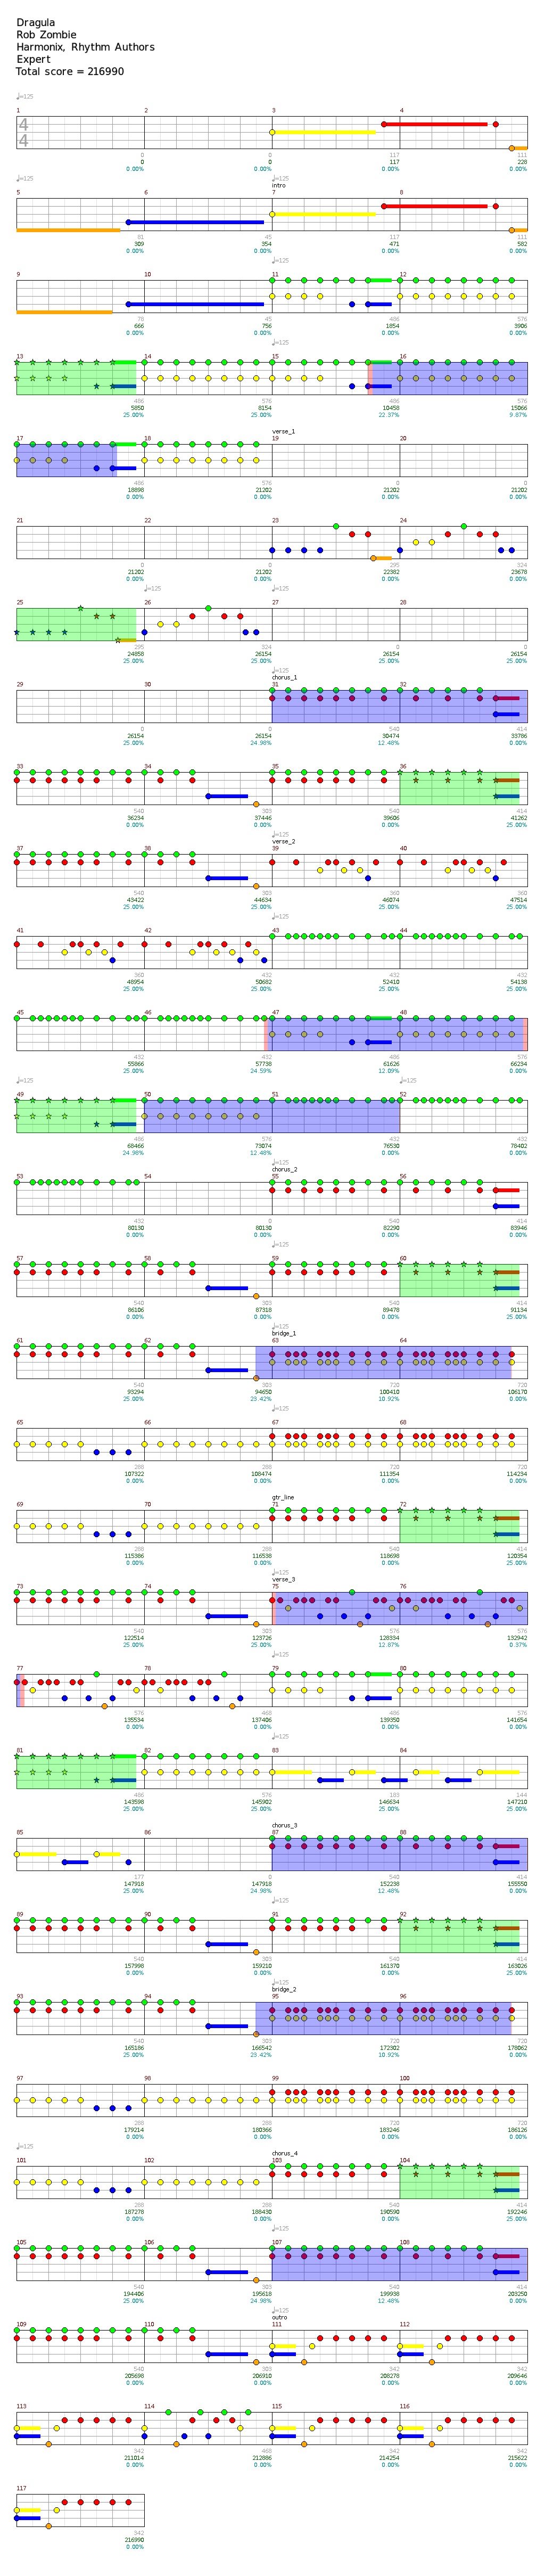 Dragula
Rob Zombie
Harmonix, Rhythm Authors
Expert
Total score = 216990
♩=125
1 2 3 4
4
4
0 0 117 111
0 0 117 228
0.00% 0.00% 0.00% 0.00%
♩=125 ♩=125
intro
5 6 7 8
81 45 117 111
309 354 471 582
0.00% 0.00% 0.00% 0.00%
♩=125
9 10 11 12
78 45 486 576
666 756 1854 3906
0.00% 0.00% 0.00% 0.00%
♩=125
13 14 15 16
486 576 486 576
5850 8154 10458 15066
25.00% 25.00% 22.37% 9.87%
verse_1
17 18 19 20
486 576 0 0
18898 21202 21202 21202
0.00% 0.00% 0.00% 0.00%
21 22 23 24
0 0 295 324
21202 21202 22382 23678
0.00% 0.00% 0.00% 0.00%
♩=125 ♩=125
25 26 27 28
295 324 0 0
24858 26154 26154 26154
25.00% 25.00% 25.00% 25.00%
♩=125
chorus_1
29 30 31 32
0 0 540 414
26154 26154 30474 33786
25.00% 24.98% 12.48% 0.00%
♩=125
33 34 35 36
540 303 540 414
36234 37446 39606 41262
0.00% 0.00% 0.00% 25.00%
♩=125
verse_2
37 38 39 40
540 303 360 360
43422 44634 46074 47514
25.00% 25.00% 25.00% 25.00%
♩=125
41 42 43 44
360 432 432 432
48954 50682 52410 54138
25.00% 25.00% 25.00% 25.00%
♩=125
45 46 47 48
432 432 486 576
55866 57738 61626 66234
25.00% 24.59% 12.09% 0.00%
♩=125 ♩=125
49 50 51 52
486 576 432 432
68466 73074 76530 78402
24.98% 12.48% 0.00% 0.00%
♩=125
chorus_2
53 54 55 56
432 0 540 414
80130 80130 82290 83946
0.00% 0.00% 0.00% 0.00%
♩=125
57 58 59 60
540 303 540 414
86106 87318 89478 91134
0.00% 0.00% 0.00% 25.00%
♩=125
bridge_1
61 62 63 64
540 303 720 720
93294 94650 100410 106170
25.00% 23.42% 10.92% 0.00%
♩=125
65 66 67 68
288 288 720 720
107322 108474 111354 114234
0.00% 0.00% 0.00% 0.00%
♩=125
gtr_line
69 70 71 72
288 288 540 414
115386 116538 118698 120354
0.00% 0.00% 0.00% 25.00%
♩=125
verse_3
73 74 75 76
540 303 576 576
122514 123726 128334 132942
25.00% 25.00% 12.87% 0.37%
♩=125
77 78 79 80
576 468 486 576
135534 137406 139350 141654
0.00% 0.00% 0.00% 0.00%
♩=125
81 82 83 84
486 576 183 144
143598 145902 146634 147210
25.00% 25.00% 25.00% 25.00%
♩=125
chorus_3
85 86 87 88
177 0 540 414
147918 147918 152238 155550
25.00% 24.98% 12.48% 0.00%
♩=125
89 90 91 92
540 303 540 414
157998 159210 161370 163026
0.00% 0.00% 0.00% 25.00%
♩=125
bridge_2
93 94 95 96
540 303 720 720
165186 166542 172302 178062
25.00% 23.42% 10.92% 0.00%
97 98 99 100
288 288 720 720
179214 180366 183246 186126
0.00% 0.00% 0.00% 0.00%
♩=125 ♩=125
chorus_4
101 102 103 104
288 288 540 414
187278 188430 190590 192246
0.00% 0.00% 0.00% 25.00%
♩=125
105 106 107 108
540 303 540 414
194406 195618 199938 203250
25.00% 24.98% 12.48% 0.00%
♩=125
outro
109 110 111 112
540 303 342 342
205698 206910 208278 209646
0.00% 0.00% 0.00% 0.00%
113 114 115 116
342 468 342 342
211014 212886 214254 215622
0.00% 0.00% 0.00% 0.00%
117
342
216990
0.00%